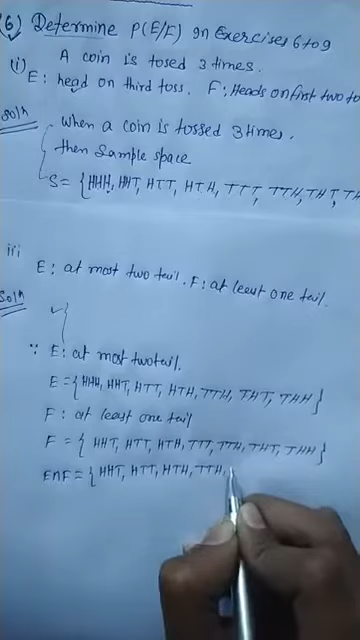 (6) Determine P(E/F) in Exercises 6 to 9
A coin is tosed 3 times.
(i) E: head on third toss. F: Heads on first two to
Soln When a coin is tossed 3 times.
then Sample space
S = {HHH, HHT, HTT, HTH, TTT, TTH, THT, TH
iii E: at most two tail. F: at least one tail.
Soln
∵ E: at most two tail.
E = {HHH, HHT, HTT, HTH, TTH, THT, THH}
F: at least one tail
F = {HHT, HTT, HTH, TTT, TTH, THT, THH}
E∩F = {HHT, HTT, HTH, TTH,